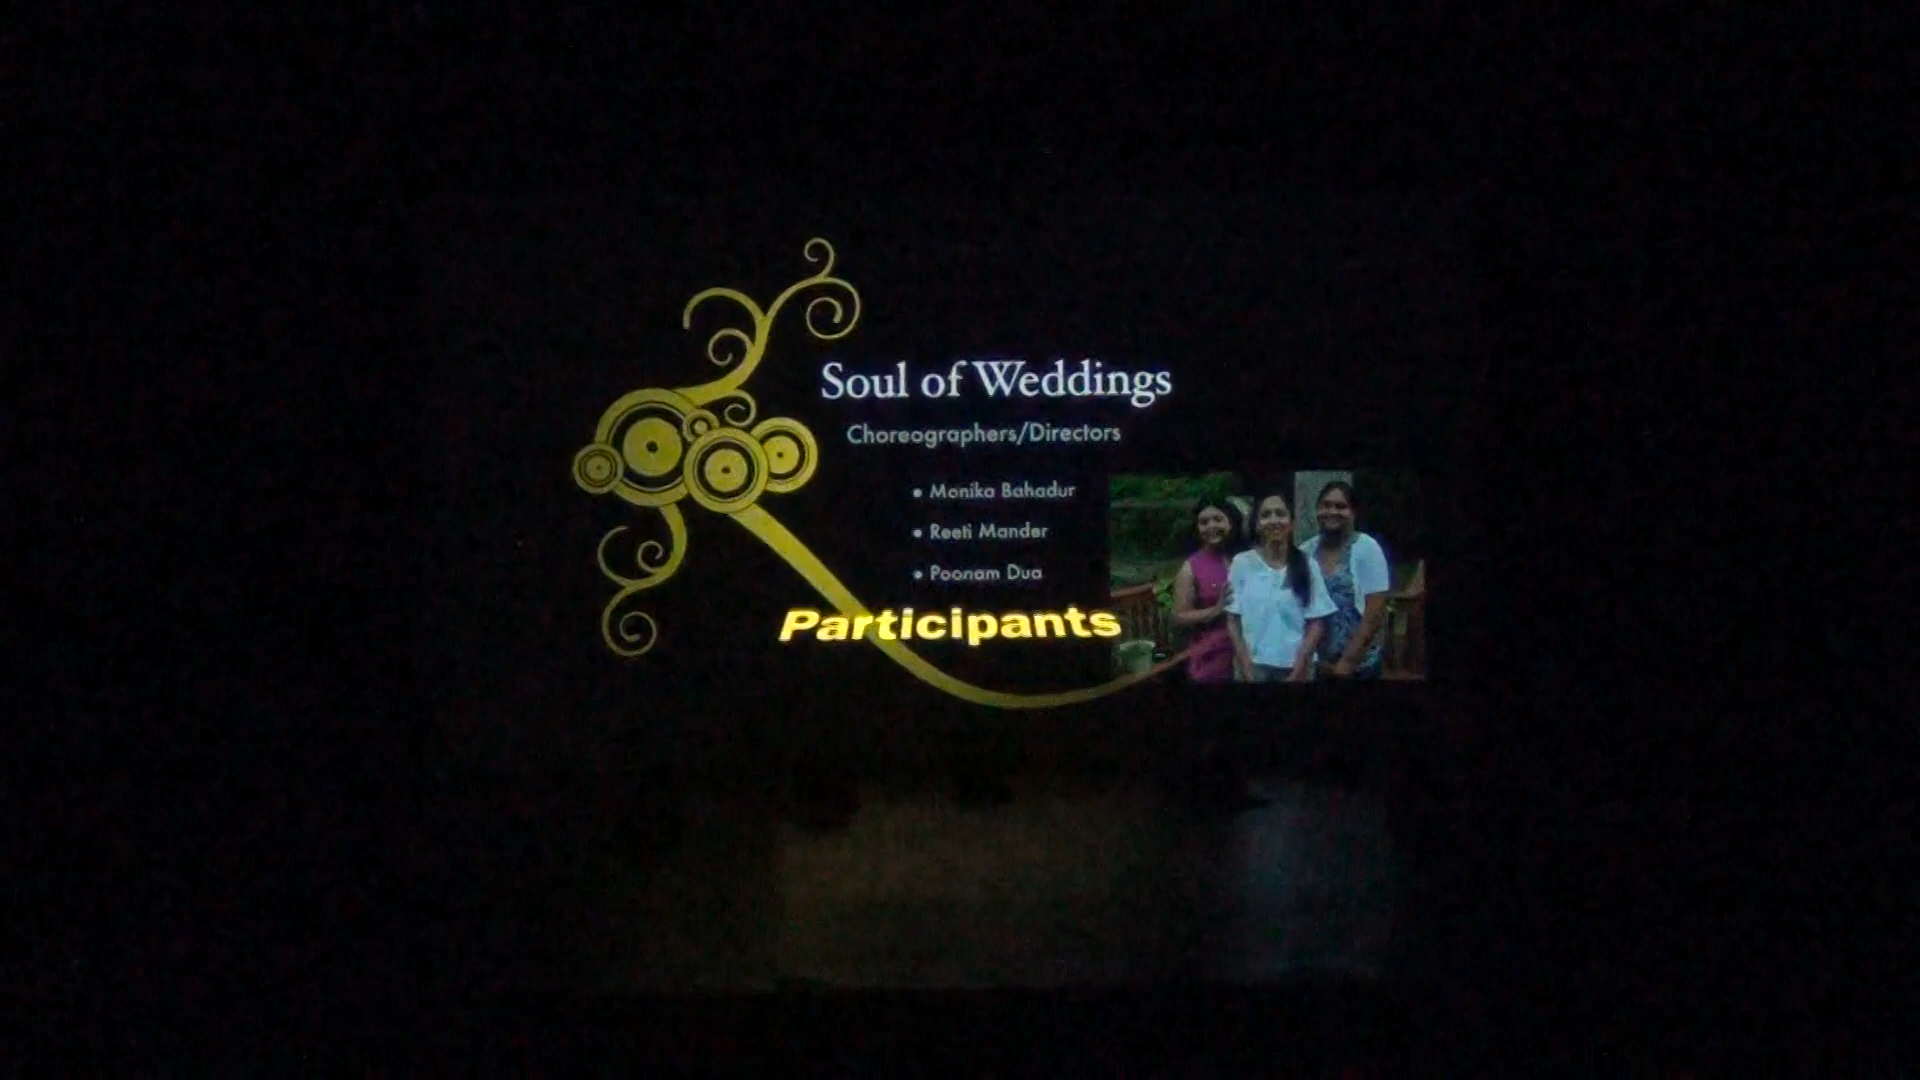 Soul of Weddings
Choreographers/Directors
• Monika Bahadur
• Reeti Mander
• Poonam Dua
Participants